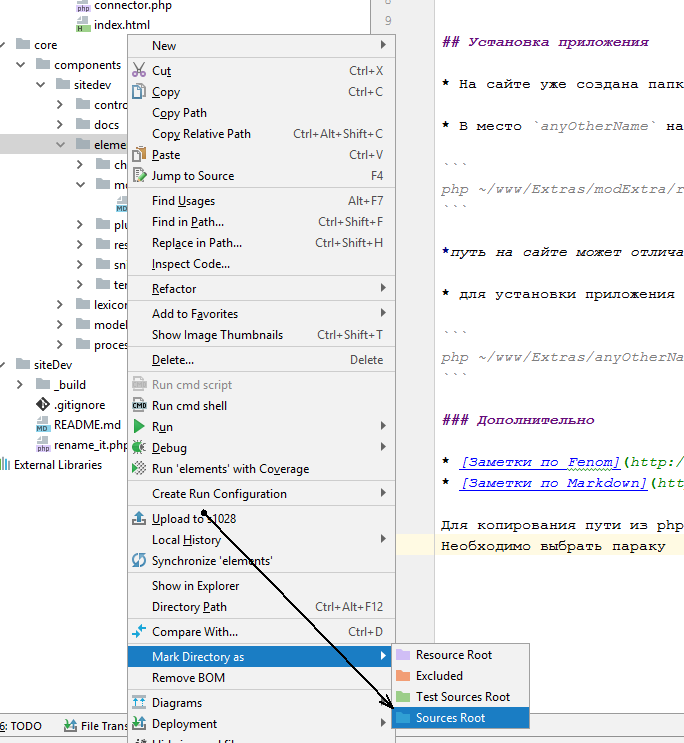 connector.php
index.html
core
components
sitedev
contro
docs
eleme
ch
mo
plu
res
sni
ter
lexico
model
proces
siteDev
_build
.gitignore
README.md
rename_it.php
External Libraries
6: TODO
File Trans
New
Cut Ctrl+X
Copy Ctrl+C
Copy Path
Copy Relative Path Ctrl+Alt+Shift+C
Paste Ctrl+V
Jump to Source F4
Find Usages Alt+F7
Find in Path... Ctrl+Shift+F
Replace in Path... Ctrl+Shift+H
Inspect Code...
Refactor
Add to Favorites
Show Image Thumbnails Ctrl+Shift+T
Delete... Delete
Run cmd script
Run cmd shell
Run
Debug
Run 'elements' with Coverage
Create Run Configuration
Upload to s1028
Local History
Synchronize 'elements'
Show in Explorer
Directory Path Ctrl+Alt+F12
Compare With... Ctrl+D
Mark Directory as
Remove BOM
Diagrams
Deployment
Resource Root
Excluded
Test Sources Root
Sources Root
8
9
## Установка приложения
* На сайте уже создана папк
* В место `anyOtherName` на
```
php ~/www/Extras/modExtra/r
```
*путь на сайте может отлича
* для установки приложения
```
php ~/www/Extras/anyOtherNa
```
### Дополнительно
* [Заметки по Fenom](http:/
* [Заметки по Markdown](htt
Для копирования пути из php
Необходимо выбрать параку